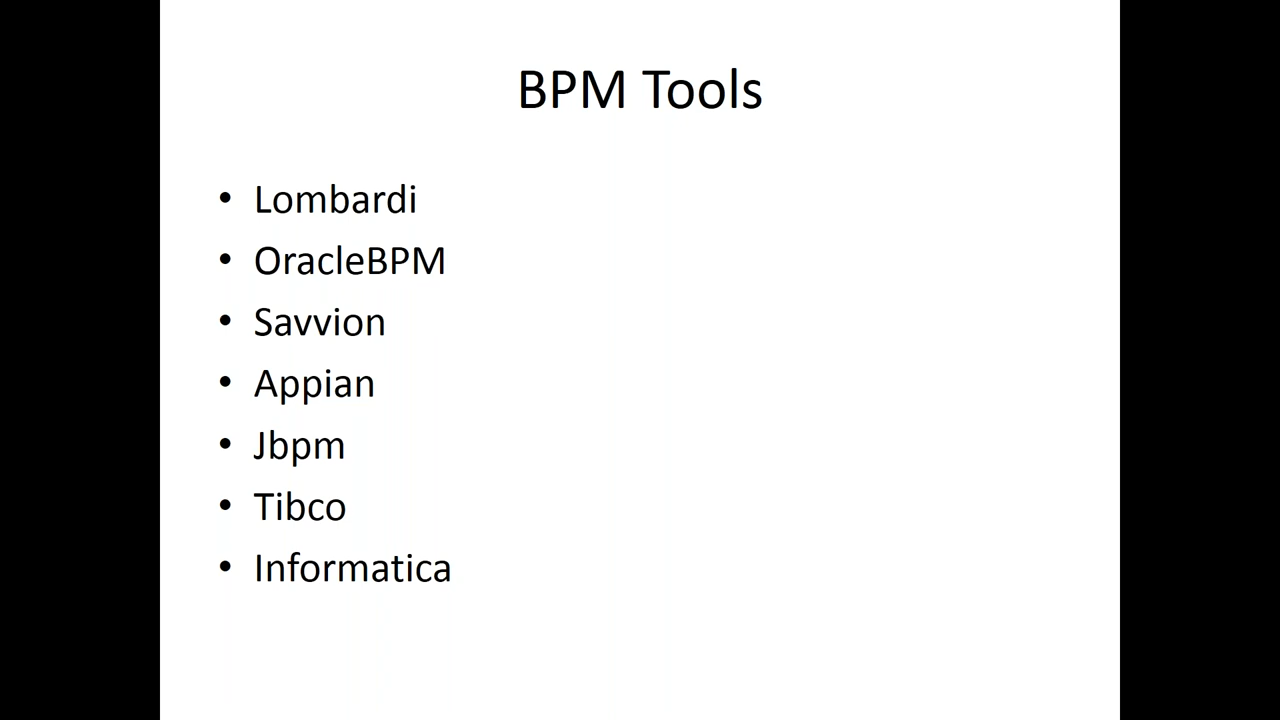 BPM Tools
• Lombardi
• OracleBPM
• Savvion
• Appian
• Jbpm
• Tibco
• Informatica